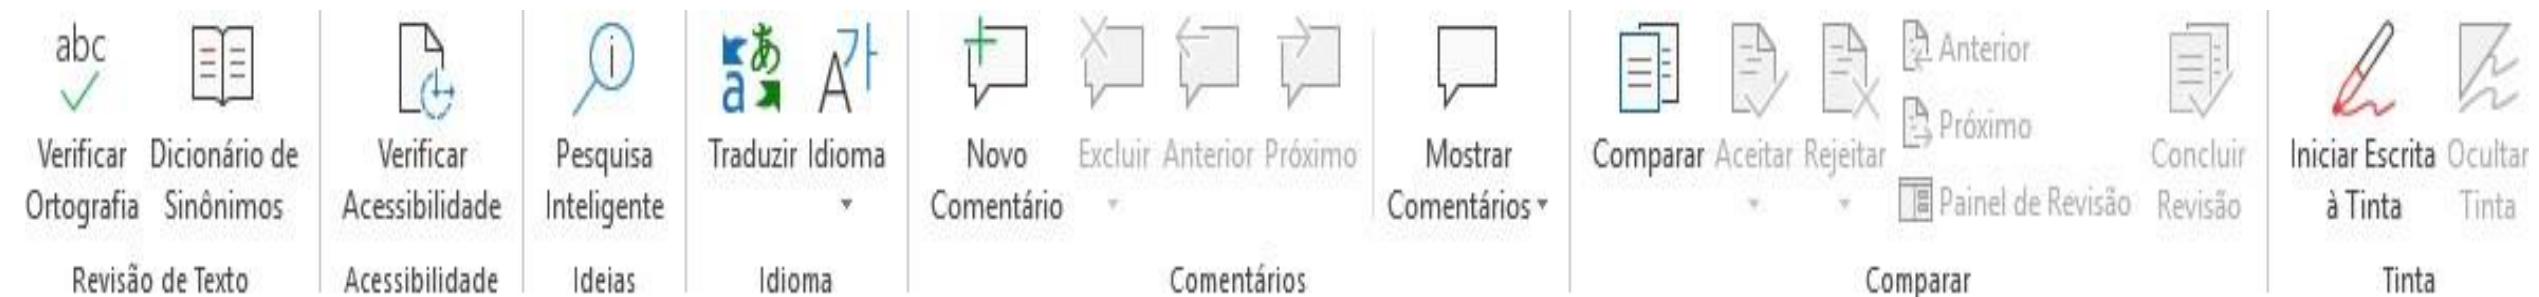 abc
Verificar
Ortografia
Dicionário de
Sinônimos
Revisão de Texto
Verificar
Acessibilidade
Acessibilidade
Pesquisa
Inteligente
Ideias
a あ
Traduzir
A 가
Idioma
Idioma
Novo
Comentário
Excluir
Anterior
Próximo
Mostrar
Comentários
Comentários
Comparar
Aceitar
Rejeitar
Anterior
Próximo
Painel de Revisão
Concluir
Revisão
Comparar
Iniciar Escrita
à Tinta
Ocultar
Tinta
Tinta